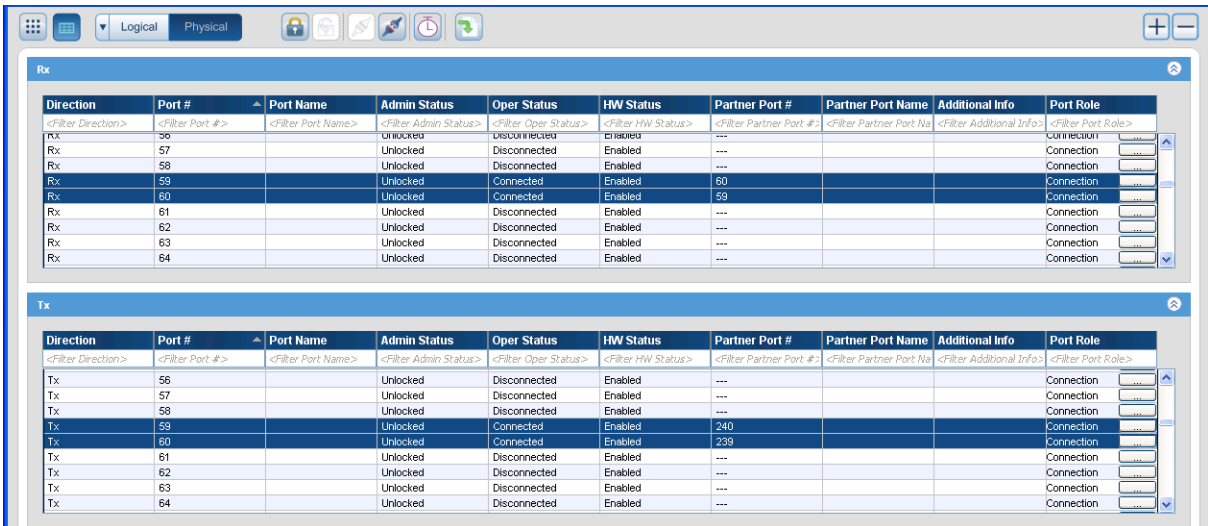 Logical Physical
Rx
Direction Port # Port Name Admin Status Oper Status HW Status Partner Port # Partner Port Name Additional Info Port Role
<Filter Direction> <Filter Port #> <Filter Port Name> <Filter Admin Status> <Filter Oper Status> <Filter HW Status> <Filter Partner Port #> <Filter Partner Port Na <Filter Additional Info> <Filter Port Role>
Rx 56 Unlocked Disconnected Enabled --- Connection ...
Rx 57 Unlocked Disconnected Enabled --- Connection ...
Rx 58 Unlocked Disconnected Enabled --- Connection ...
Rx 59 Unlocked Connected Enabled 60 Connection ...
Rx 60 Unlocked Connected Enabled 59 Connection ...
Rx 61 Unlocked Disconnected Enabled --- Connection ...
Rx 62 Unlocked Disconnected Enabled --- Connection ...
Rx 63 Unlocked Disconnected Enabled --- Connection ...
Rx 64 Unlocked Disconnected Enabled --- Connection ...
Tx
Direction Port # Port Name Admin Status Oper Status HW Status Partner Port # Partner Port Name Additional Info Port Role
<Filter Direction> <Filter Port #> <Filter Port Name> <Filter Admin Status> <Filter Oper Status> <Filter HW Status> <Filter Partner Port #> <Filter Partner Port Na <Filter Additional Info> <Filter Port Role>
Tx 56 Unlocked Disconnected Enabled --- Connection ...
Tx 57 Unlocked Disconnected Enabled --- Connection ...
Tx 58 Unlocked Disconnected Enabled --- Connection ...
Tx 59 Unlocked Connected Enabled 240 Connection ...
Tx 60 Unlocked Connected Enabled 239 Connection ...
Tx 61 Unlocked Disconnected Enabled --- Connection ...
Tx 62 Unlocked Disconnected Enabled --- Connection ...
Tx 63 Unlocked Disconnected Enabled --- Connection ...
Tx 64 Unlocked Disconnected Enabled --- Connection ...